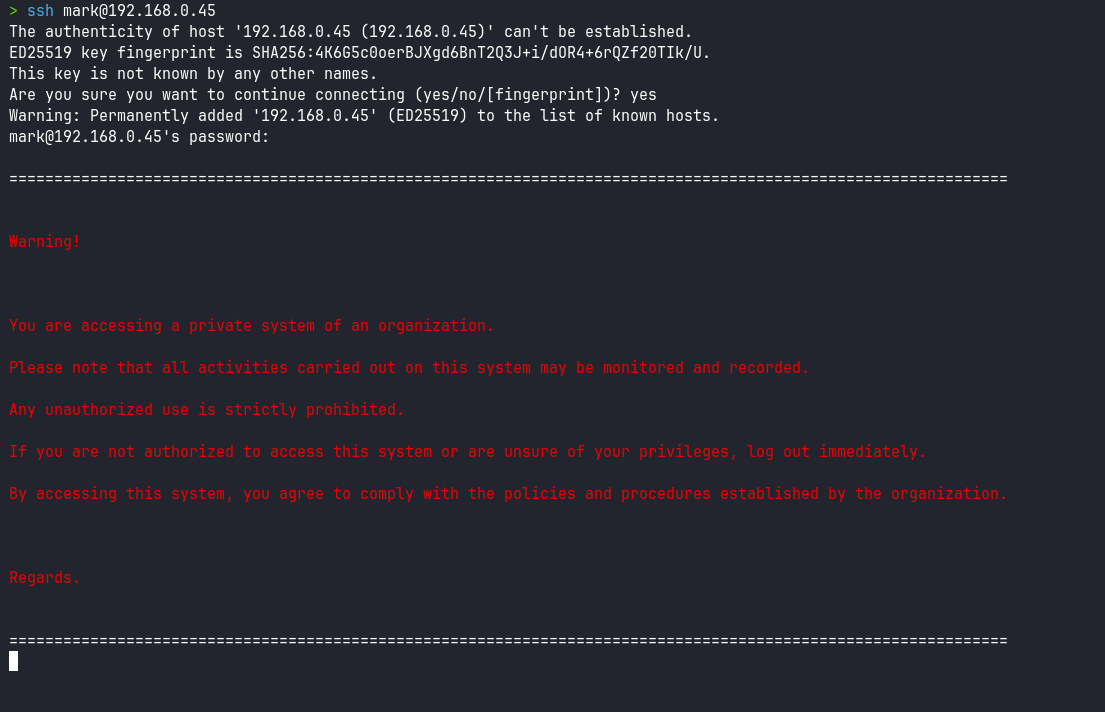 > ssh mark@192.168.0.45
The authenticity of host '192.168.0.45 (192.168.0.45)' can't be established.
ED25519 key fingerprint is SHA256:4K6G5c0oerBJXgd6BnT2Q3J+i/dOR4+6rQZf20TIk/U.
This key is not known by any other names.
Are you sure you want to continue connecting (yes/no/[fingerprint])? yes
Warning: Permanently added '192.168.0.45' (ED25519) to the list of known hosts.
mark@192.168.0.45's password:
===============================================================================================================
Warning!
You are accessing a private system of an organization.
Please note that all activities carried out on this system may be monitored and recorded.
Any unauthorized use is strictly prohibited.
If you are not authorized to access this system or are unsure of your privileges, log out immediately.
By accessing this system, you agree to comply with the policies and procedures established by the organization.
Regards.
===============================================================================================================